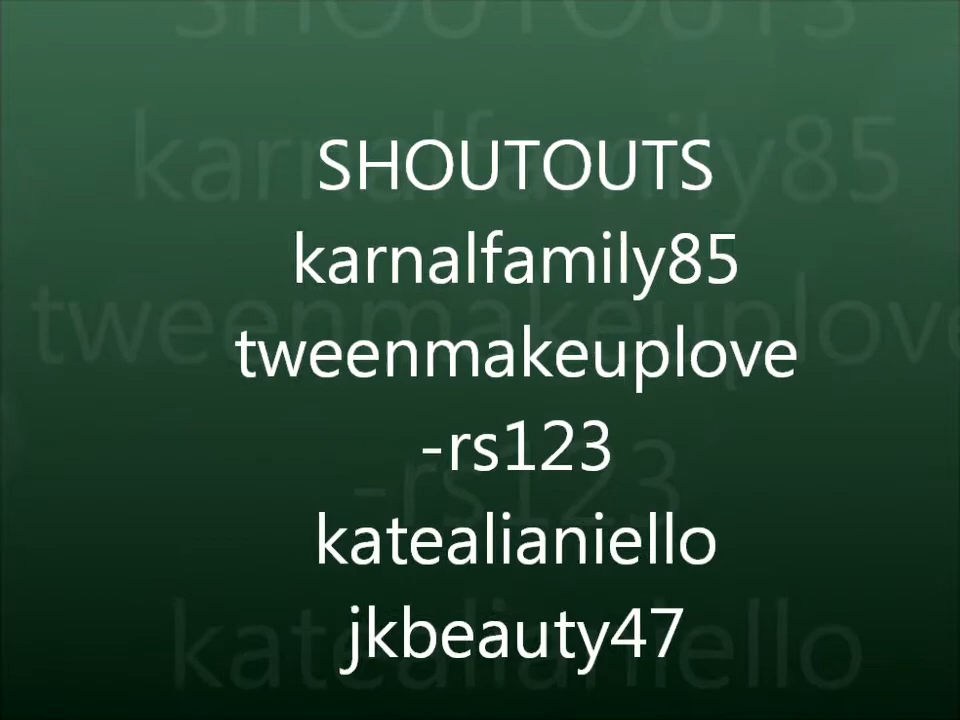 SHOUTOUTS
karnalfamily85
tweenmakeuplove
-rs123
katealianiello
jkbeauty47